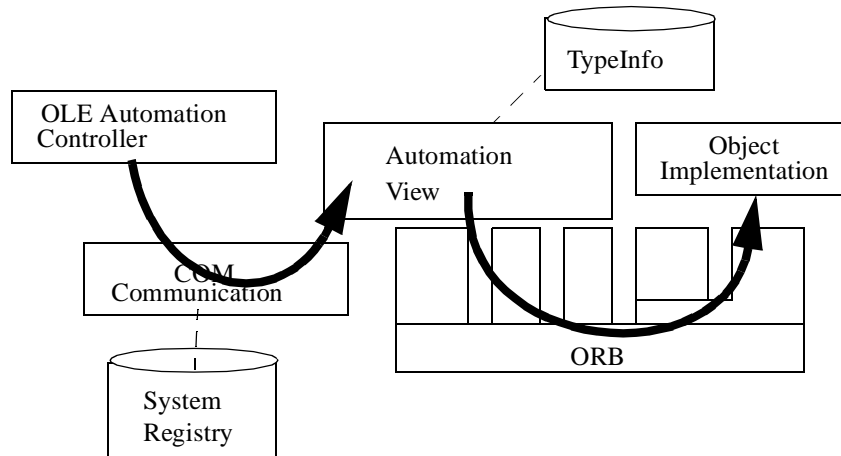 TypeInfo
OLE Automation
Controller
Automation
View
Object
Implementation
COM
Communication
ORB
System
Registry